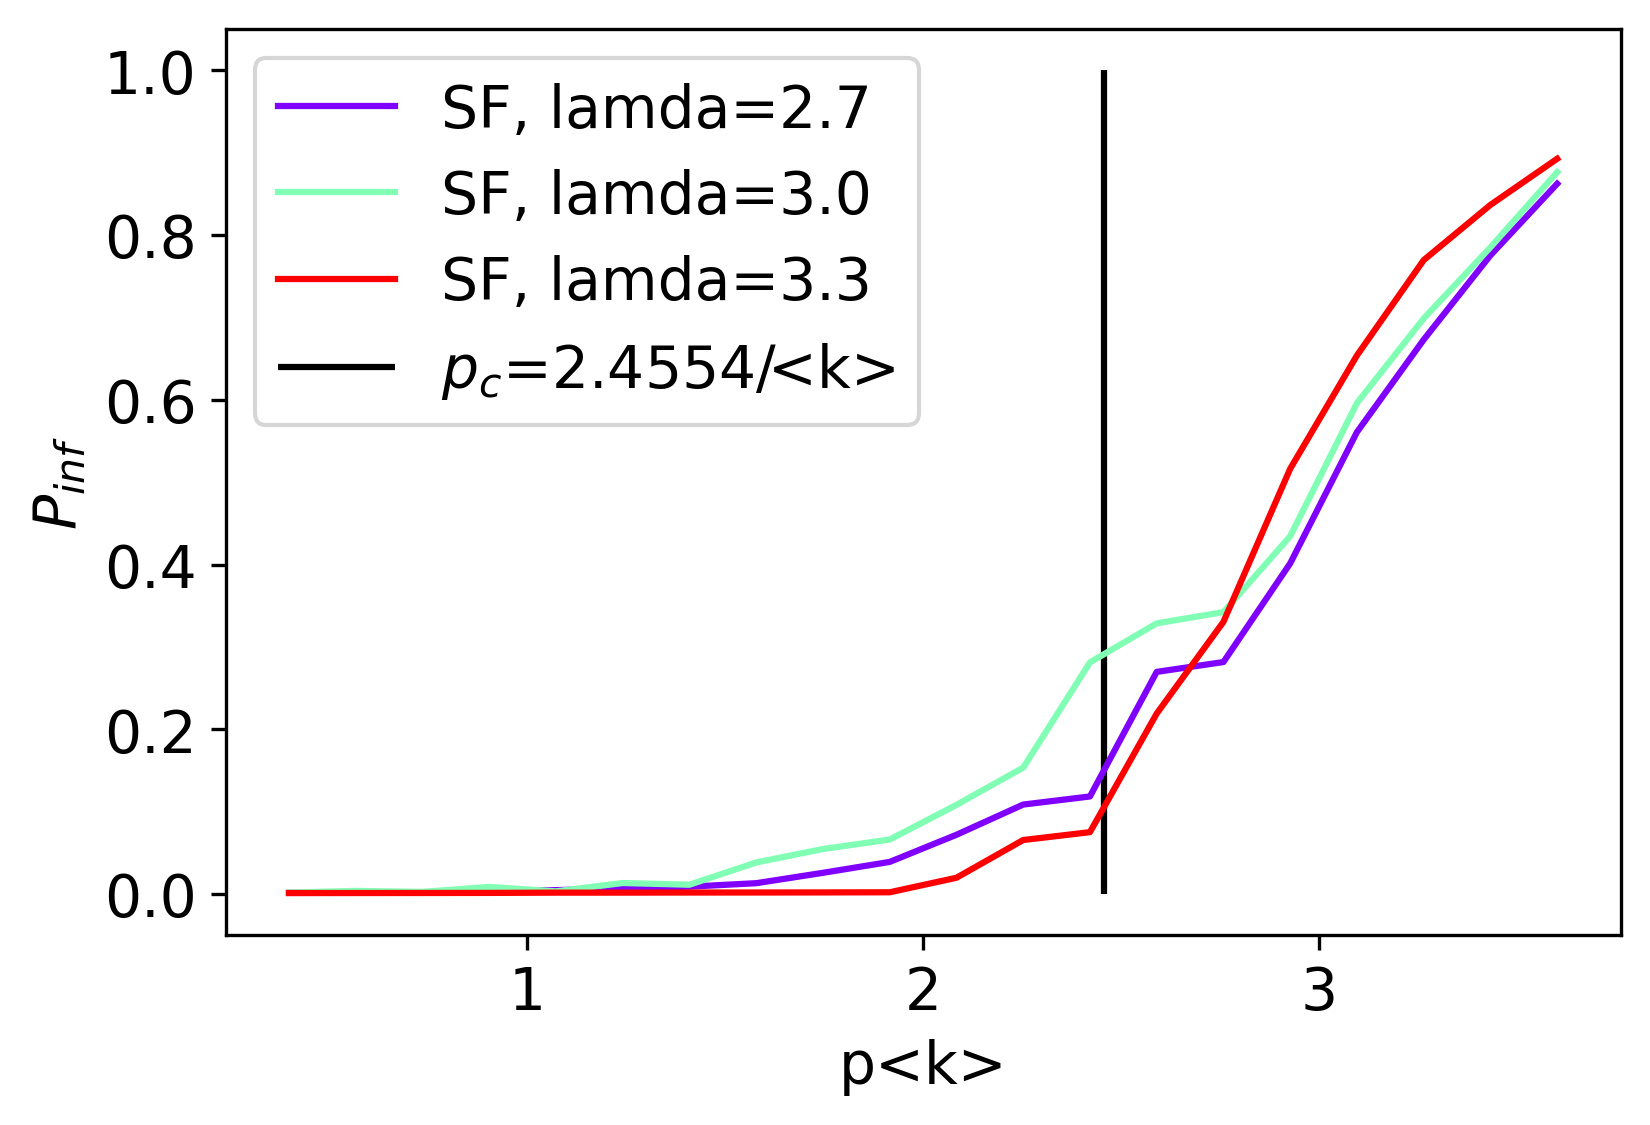 SF, lamda=2.7
SF, lamda=3.0
SF, lamda=3.3
p_c=2.4554/<k>
1.0
0.8
0.6
0.4
0.2
0.0
P_inf
1 2 3
p<k>